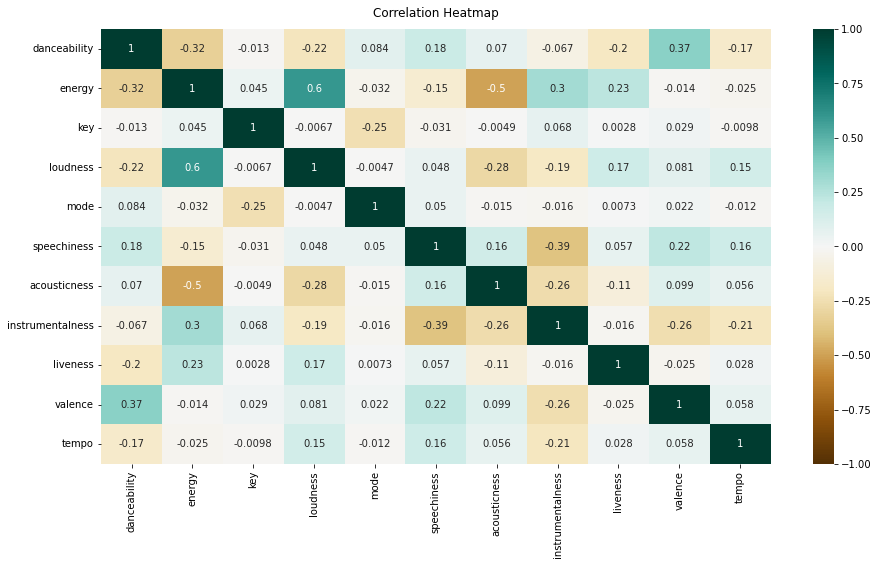 Correlation Heatmap
danceability 1 -0.32 -0.013 -0.22 0.084 0.18 0.07 -0.067 -0.2 0.37 -0.17
energy -0.32 1 0.045 0.6 -0.032 -0.15 -0.5 0.3 0.23 -0.014 -0.025
key -0.013 0.045 1 -0.0067 -0.25 -0.031 -0.0049 0.068 0.0028 0.029 -0.0098
loudness -0.22 0.6 -0.0067 1 -0.0047 0.048 -0.28 -0.19 0.17 0.081 0.15
mode 0.084 -0.032 -0.25 -0.0047 1 0.05 -0.015 -0.016 0.0073 0.022 -0.012
speechiness 0.18 -0.15 -0.031 0.048 0.05 1 0.16 -0.39 0.057 0.22 0.16
acousticness 0.07 -0.5 -0.0049 -0.28 -0.015 0.16 1 -0.26 -0.11 0.099 0.056
instrumentalness -0.067 0.3 0.068 -0.19 -0.016 -0.39 -0.26 1 -0.016 -0.26 -0.21
liveness -0.2 0.23 0.0028 0.17 0.0073 0.057 -0.11 -0.016 1 -0.025 0.028
valence 0.37 -0.014 0.029 0.081 0.022 0.22 0.099 -0.26 -0.025 1 0.058
tempo -0.17 -0.025 -0.0098 0.15 -0.012 0.16 0.056 -0.21 0.028 0.058 1
danceability
energy
key
loudness
mode
speechiness
acousticness
instrumentalness
liveness
valence
tempo
1.00
0.75
0.50
0.25
0.00
−0.25
−0.50
−0.75
−1.00